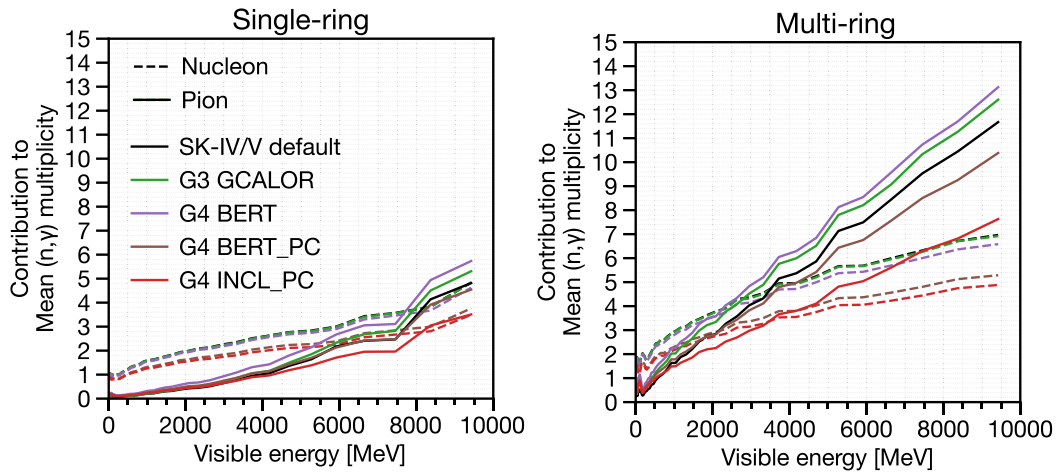 Single-ring
15
14
13
12
11
10
9
8
7
6
5
4
3
2
1
0
Contribution to
Mean (n,γ) multiplicity
Nucleon
Pion
SK-IV/V default
G3 GCALOR
G4 BERT
G4 BERT_PC
G4 INCL_PC
0 2000 4000 6000 8000 10000
Visible energy [MeV]
Multi-ring
15
14
13
12
11
10
9
8
7
6
5
4
3
2
1
0
Contribution to
Mean (n,γ) multiplicity
0 2000 4000 6000 8000 10000
Visible energy [MeV]